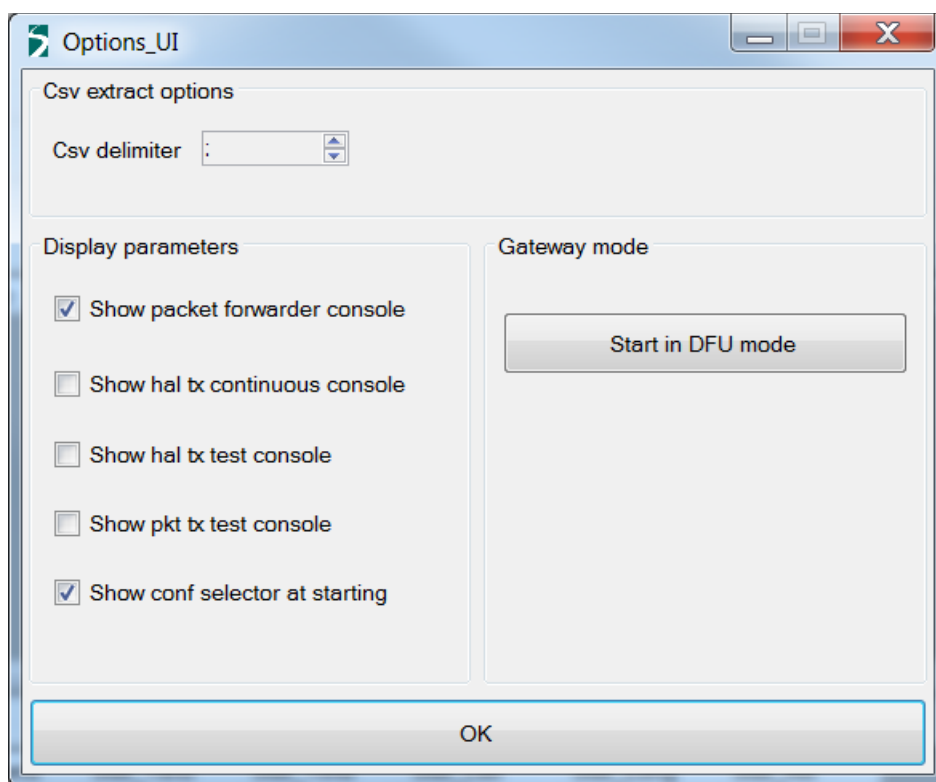 Options_UI
Csv extract options
Csv delimiter ;
Display parameters
Show packet forwarder console
Show hal tx continuous console
Show hal tx test console
Show pkt tx test console
Show conf selector at starting
Gateway mode
Start in DFU mode
OK